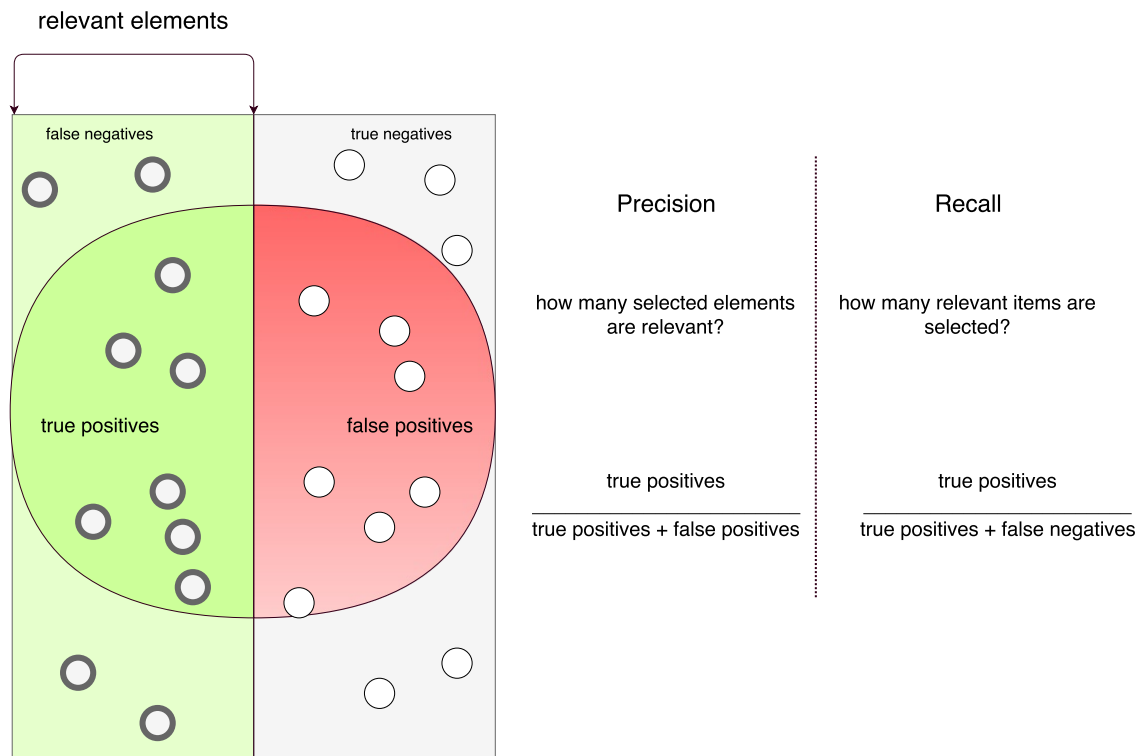 relevant elements
false negatives
true negatives
true positives
false positives
Precision
how many selected elements
are relevant?
true positives
true positives + false positives
Recall
how many relevant items are
selected?
true positives
true positives + false negatives